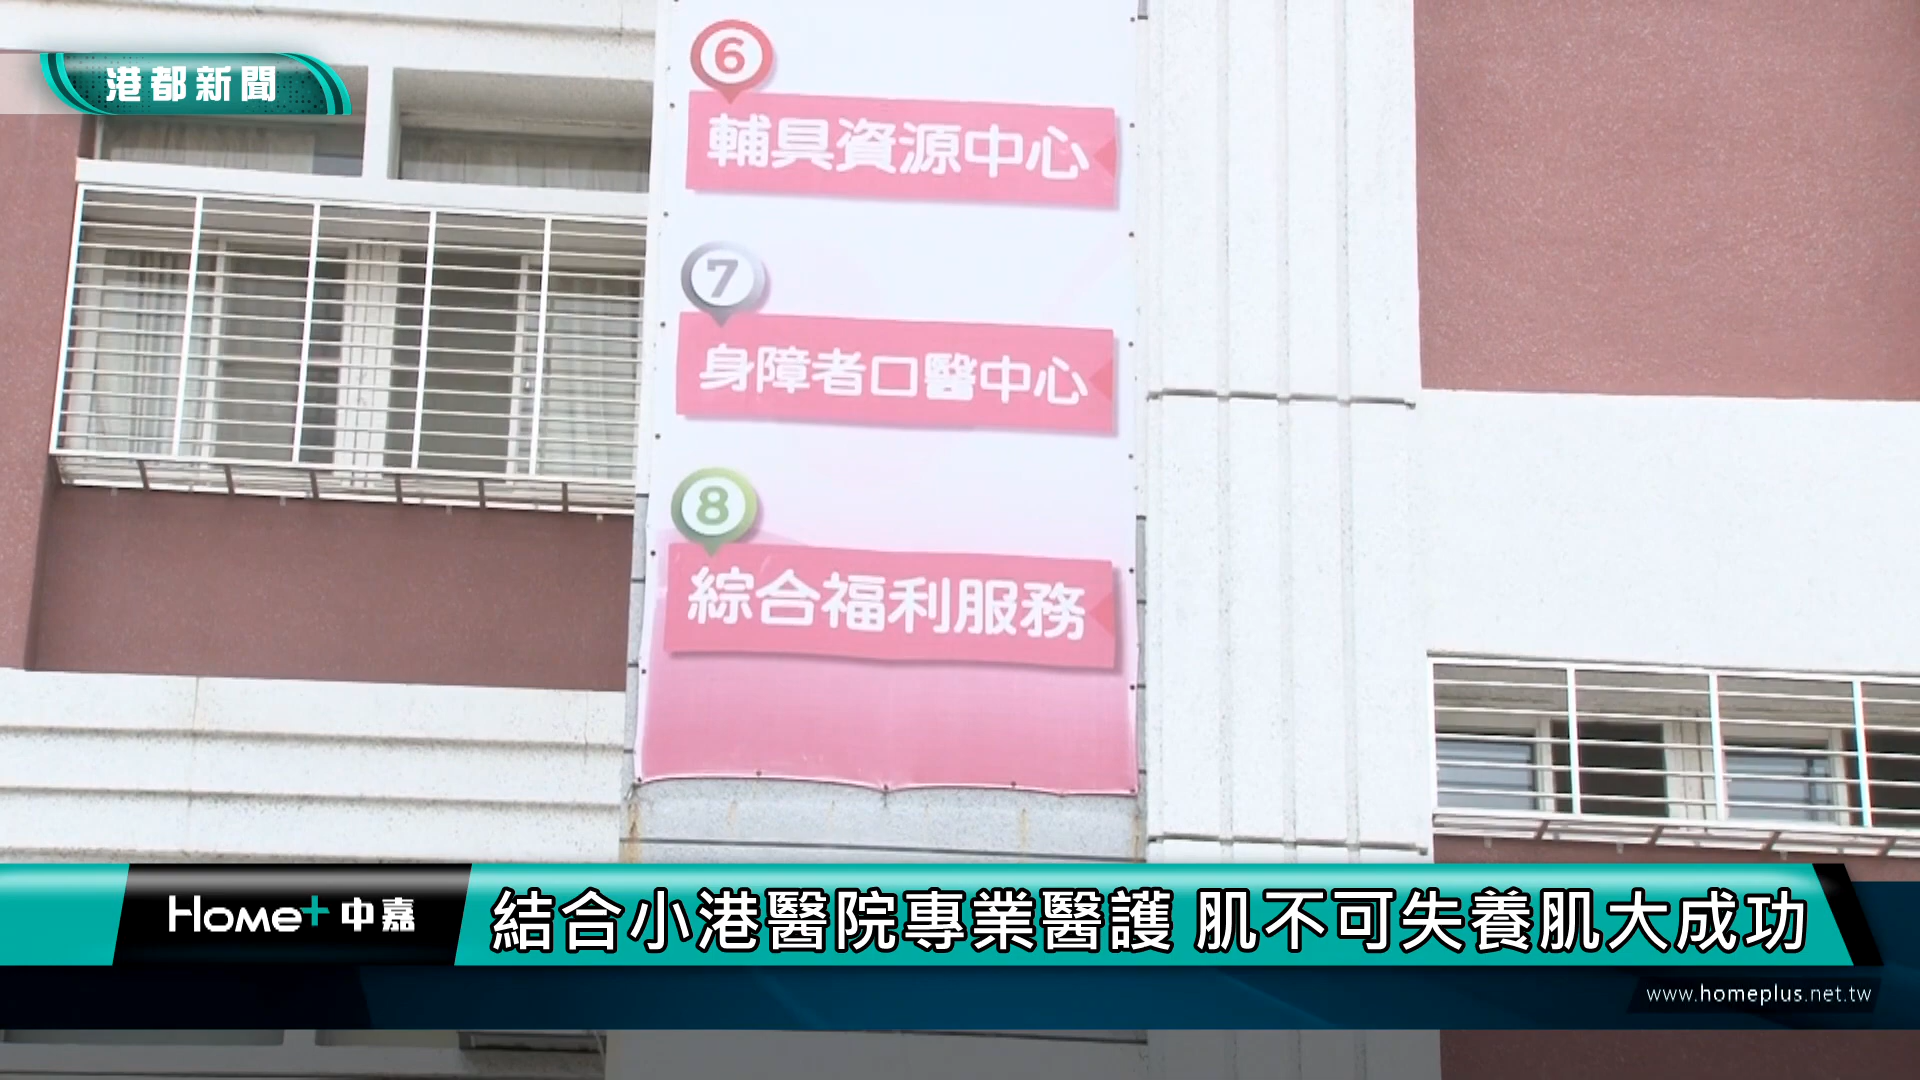 港都新聞
6
輔具資源中心
7
身障者口醫中心
8
綜合福利服務
Home+中嘉
結合小港醫院專業醫護 肌不可失養肌大成功
www.homeplus.net.tw